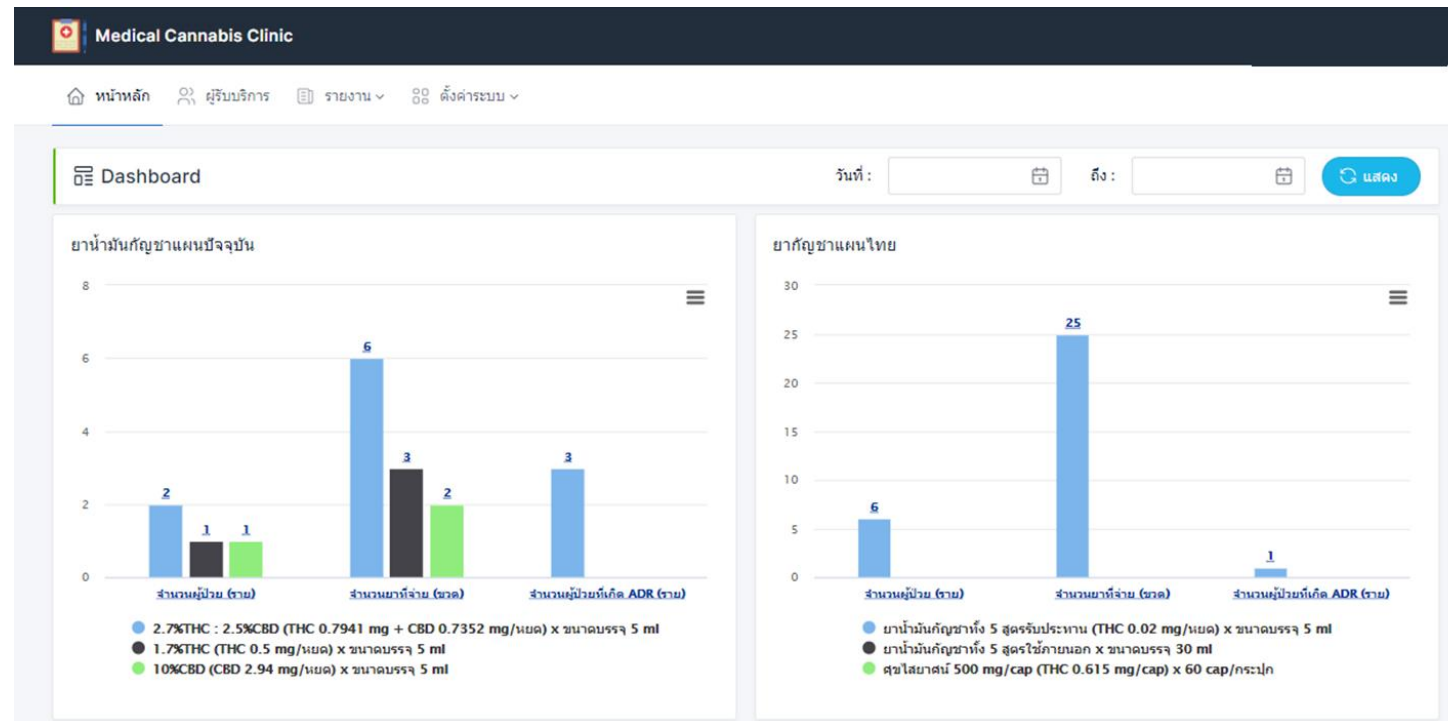 Medical Cannabis Clinic
หน้าหลัก ผู้รับบริการ รายงาน ตั้งค่าระบบ
Dashboard วันที่ : ถึง : แสดง
ยาน้ำมันกัญชาแผนปัจจุบัน
8
6
4
2
0
2
1
1
6
3
2
3
จำนวนผู้ป่วย (ราย) จำนวนยาที่จ่าย (ขวด) จำนวนผู้ป่วยที่เกิด ADR (ราย)
2.7%THC : 2.5%CBD (THC 0.7941 mg + CBD 0.7352 mg/หยด) x ขนาดบรรจุ 5 ml
1.7%THC (THC 0.5 mg/หยด) x ขนาดบรรจุ 5 ml
10%CBD (CBD 2.94 mg/หยด) x ขนาดบรรจุ 5 ml
ยากัญชาแผนไทย
30
25
20
15
10
5
0
6
25
1
จำนวนผู้ป่วย (ราย) จำนวนยาที่จ่าย (ขวด) จำนวนผู้ป่วยที่เกิด ADR (ราย)
ยาน้ำมันกัญชาทั้ง 5 สูตรรับประทาน (THC 0.02 mg/หยด) x ขนาดบรรจุ 5 ml
ยาน้ำมันกัญชาทั้ง 5 สูตรใช้ภายนอก x ขนาดบรรจุ 30 ml
ศุขไสยาศน์ 500 mg/cap (THC 0.615 mg/cap) x 60 cap/กระปุก